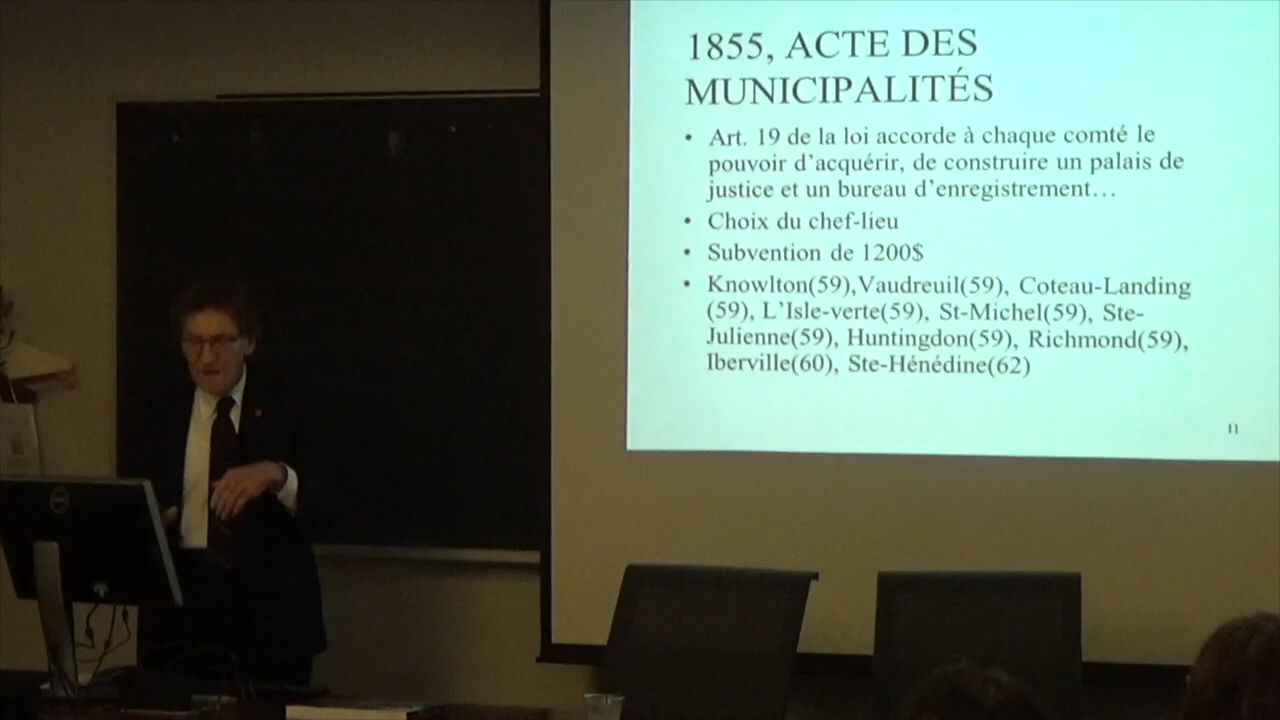 1855, ACTE DES
MUNICIPALITÉS
• Art. 19 de la loi accorde à chaque comté le
pouvoir d'acquérir, de construire un palais de
justice et un bureau d'enregistrement…
• Choix du chef-lieu
• Subvention de 1200$
• Knowlton(59),Vaudreuil(59), Coteau-Landing
(59), L'Isle-verte(59), St-Michel(59), Ste-
Julienne(59), Huntingdon(59), Richmond(59),
Iberville(60), Ste-Hénédine(62)
11